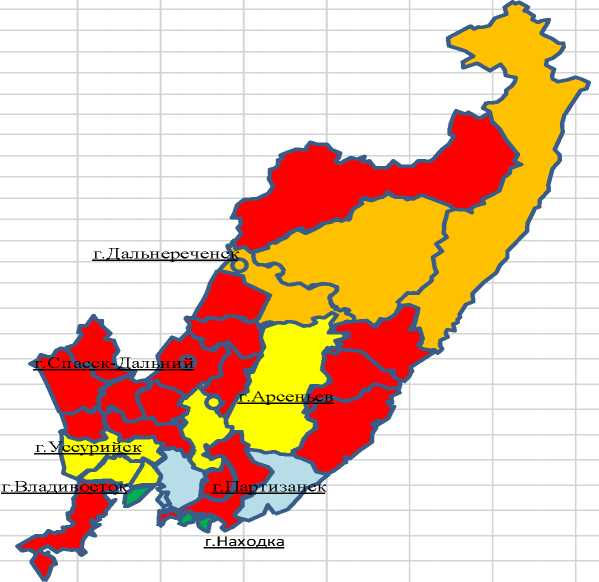 г.Дальнереченск
г.Спасск-Дальний
г.Арсеньев
г.Уссурийск
г.Владивосток
г.Партизанск
г.Находка